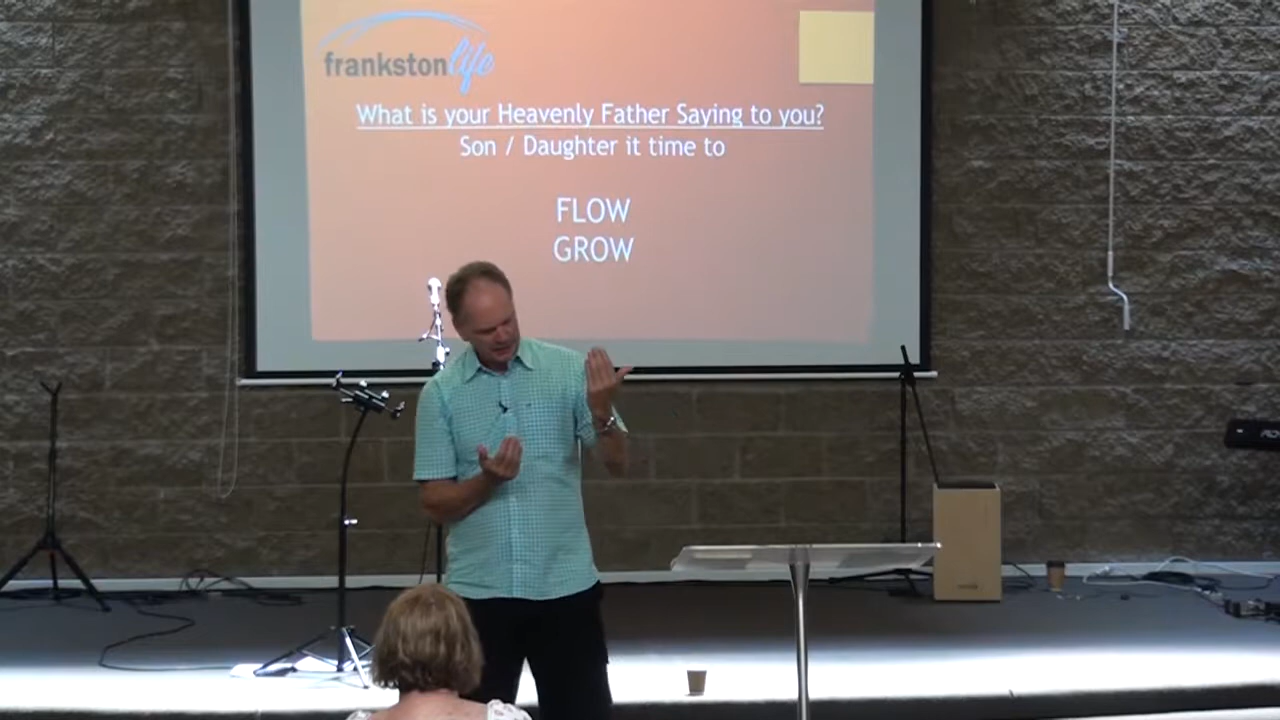 frankstonlife
What is your Heavenly Father Saying to you?
Son / Daughter it time to
FLOW
GROW